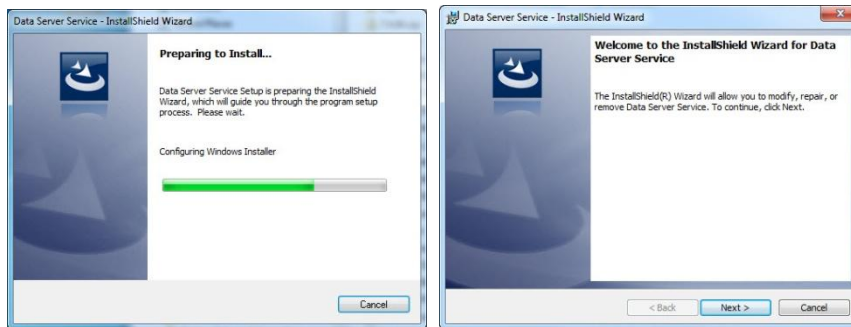 Data Server Service - InstallShield Wizard
Preparing to Install...
Data Server Service Setup is preparing the InstallShield
Wizard, which will guide you through the program setup
process. Please wait.
Configuring Windows Installer
Cancel
Data Server Service - InstallShield Wizard
Welcome to the InstallShield Wizard for Data
Server Service
The InstallShield(R) Wizard will allow you to modify, repair, or
remove Data Server Service. To continue, click Next.
< Back
Next >
Cancel